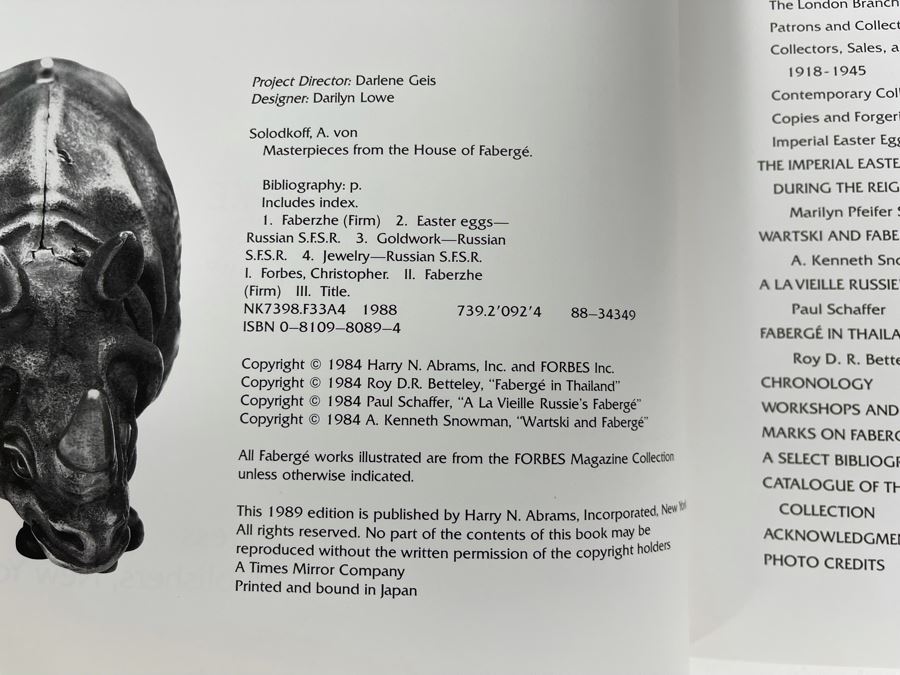 Project Director: Darlene Geis
Designer: Darilyn Lowe
Solodkoff, A. von
Masterpieces from the House of Fabergé.
Bibliography: p.
Includes index.
1. Faberzhe (Firm) 2. Easter eggs—
Russian S.F.S.R. 3. Goldwork—Russian
S.F.S.R. 4. Jewelry—Russian S.F.S.R.
I. Forbes, Christopher. II. Faberzhe
(Firm) III. Title.
NK7398.F33A4 1988 739.2'092'4 88–34349
ISBN 0–8109–8089–4
Copyright © 1984 Harry N. Abrams, Inc. and FORBES Inc.
Copyright © 1984 Roy D.R. Betteley, "Fabergé in Thailand"
Copyright © 1984 Paul Schaffer, "A La Vieille Russie's Fabergé"
Copyright © 1984 A. Kenneth Snowman, "Wartski and Fabergé"
All Fabergé works illustrated are from the FORBES Magazine Collection
unless otherwise indicated.
This 1989 edition is published by Harry N. Abrams, Incorporated, New
All rights reserved. No part of the contents of this book may be
reproduced without the written permission of the copyright holders
A Times Mirror Company
Printed and bound in Japan
The London Branch
Patrons and Collect
Collectors, Sales, a
1918-1945
Contemporary Coll
Copies and Forgeri
Imperial Easter Egg
THE IMPERIAL EASTE
DURING THE REIG
Marilyn Pfeifer S
WARTSKI AND FABE
A. Kenneth Sno
A LA VIEILLE RUSSIE'
Paul Schaffer
FABERGÉ IN THAILA
Roy D. R. Bette
CHRONOLOGY
WORKSHOPS AND
MARKS ON FABERG
A SELECT BIBLIOGR
CATALOGUE OF TH
COLLECTION
ACKNOWLEDGMEN
PHOTO CREDITS